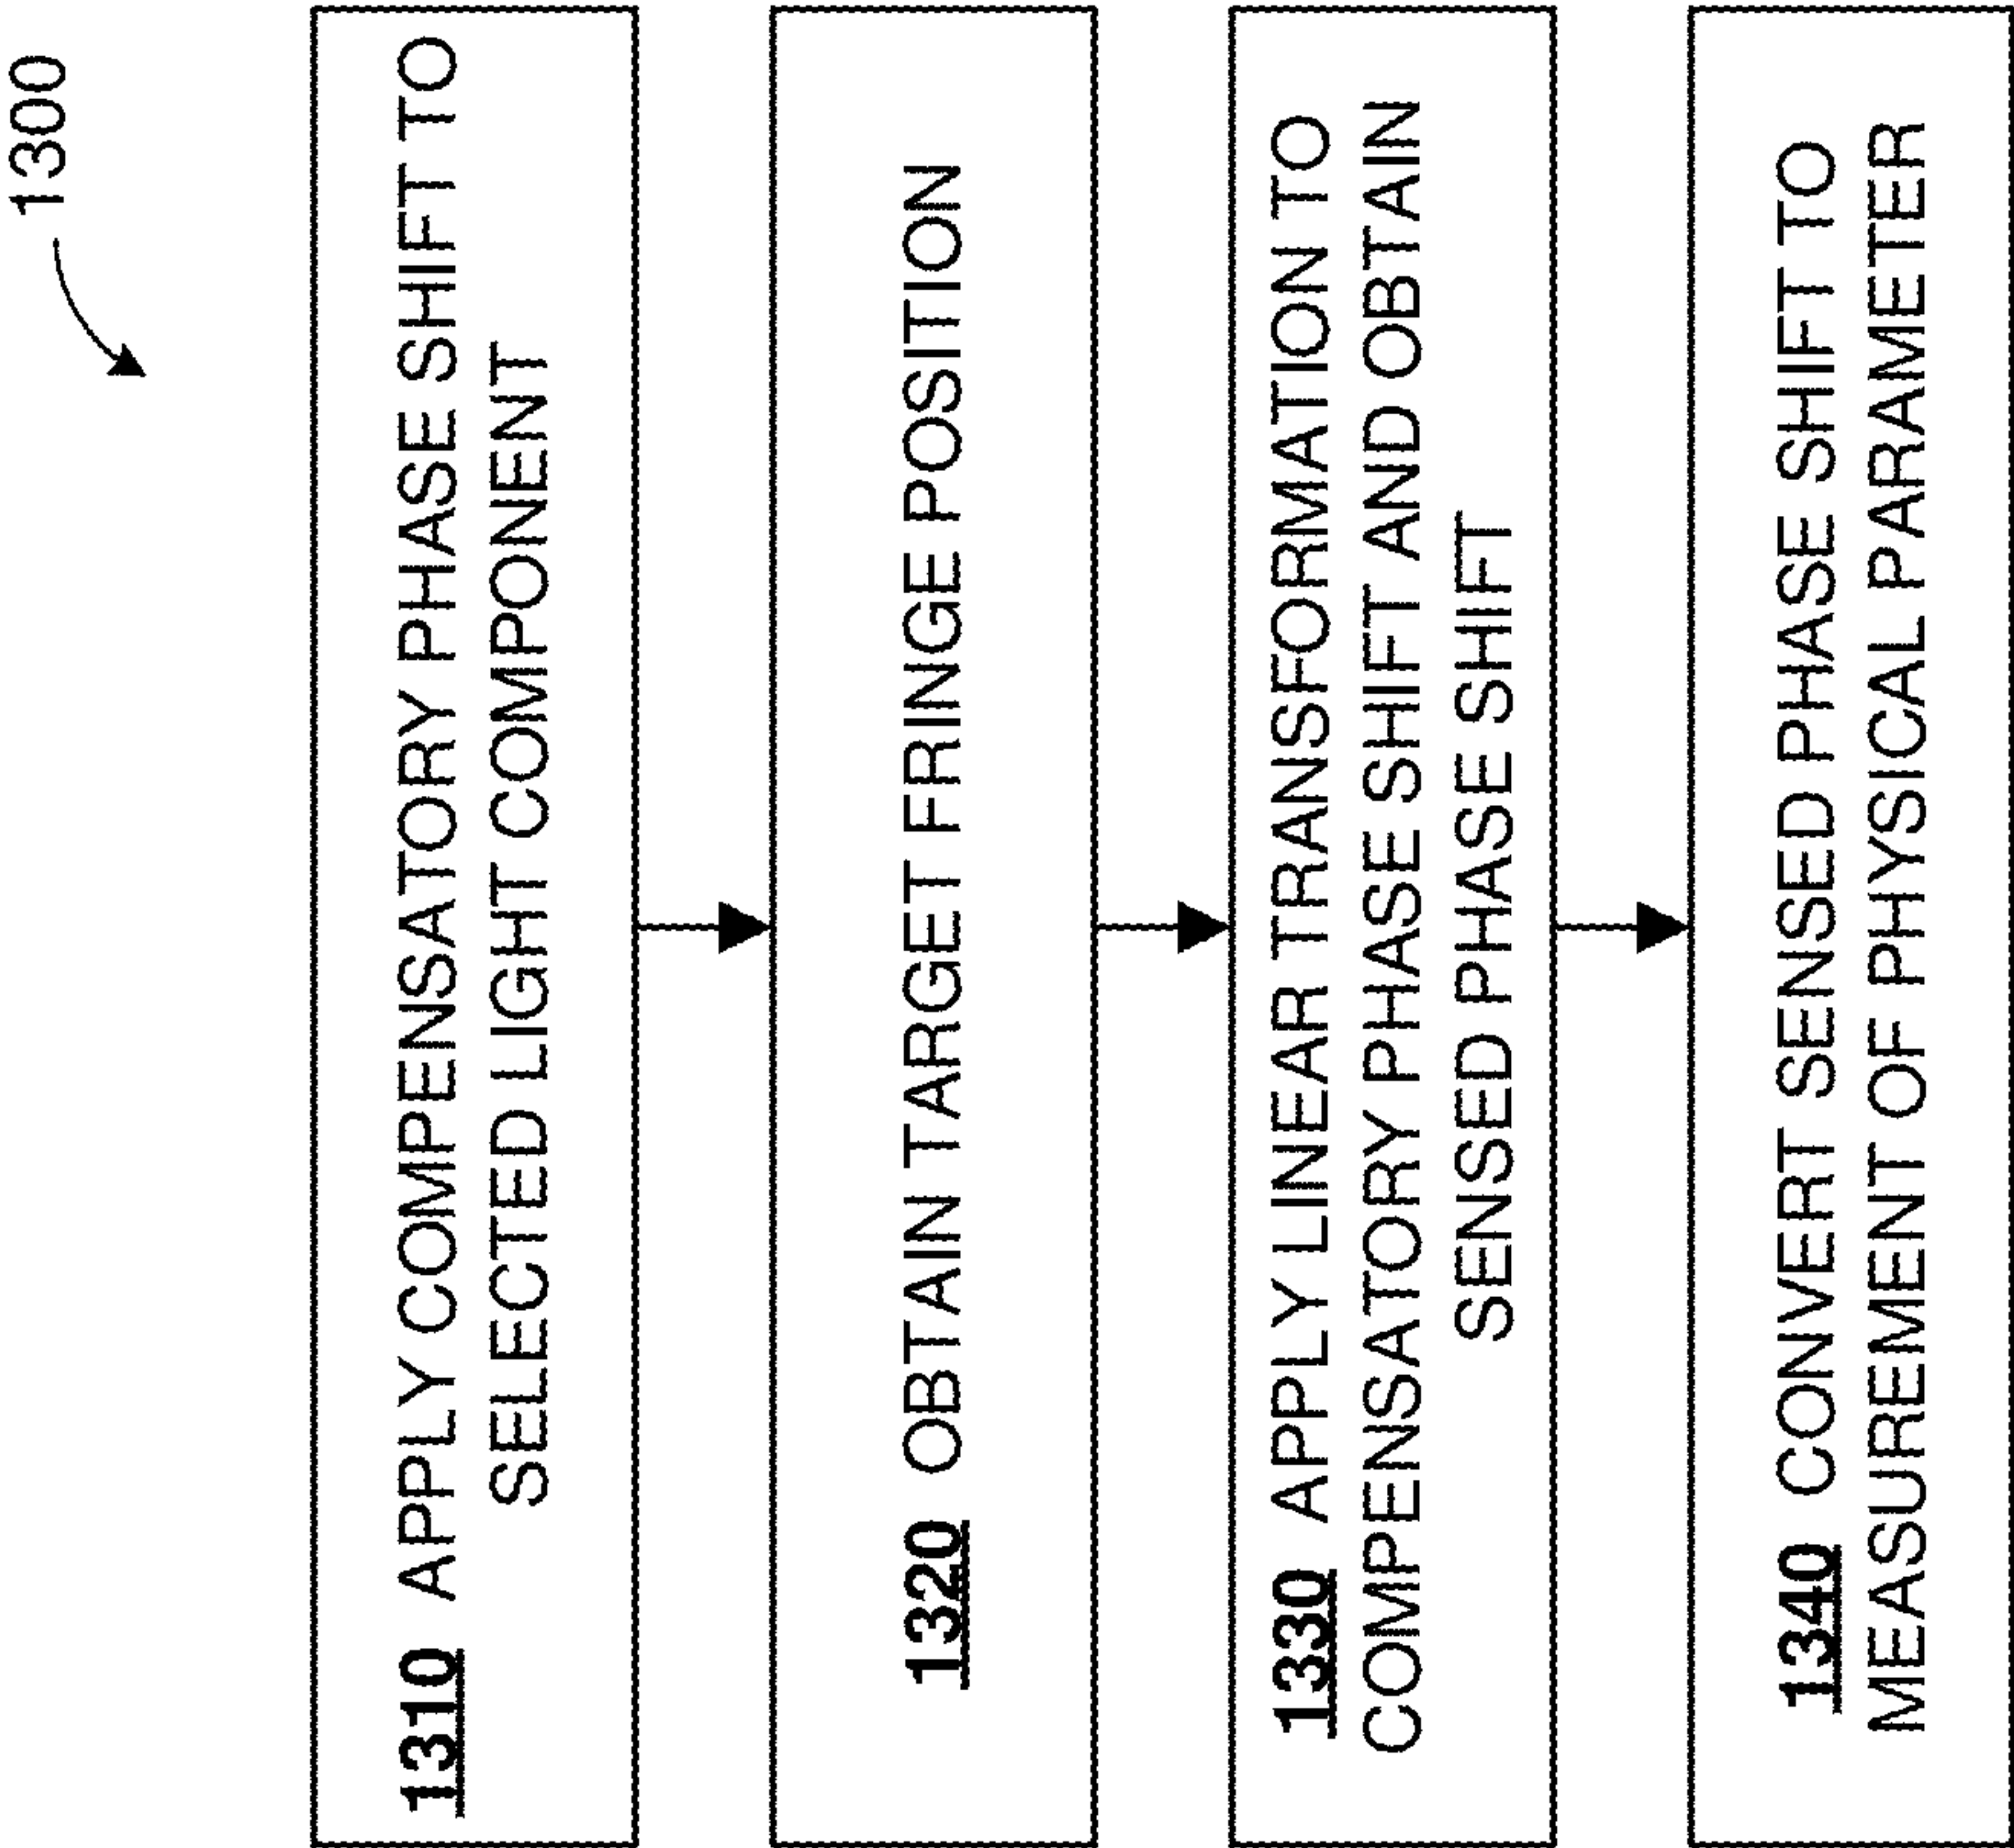 1300
1310 APPLY COMPENSATORY PHASE SHIFT TO
SELECTED LIGHT COMPONENT
1320 OBTAIN TARGET FRINGE POSITION
1330 APPLY LINEAR TRANSFORMATION TO
COMPENSATORY PHASE SHIFT AND OBTAIN
SENSED PHASE SHIFT
1340 CONVERT SENSED PHASE SHIFT TO
MEASUREMENT OF PHYSICAL PARAMETER